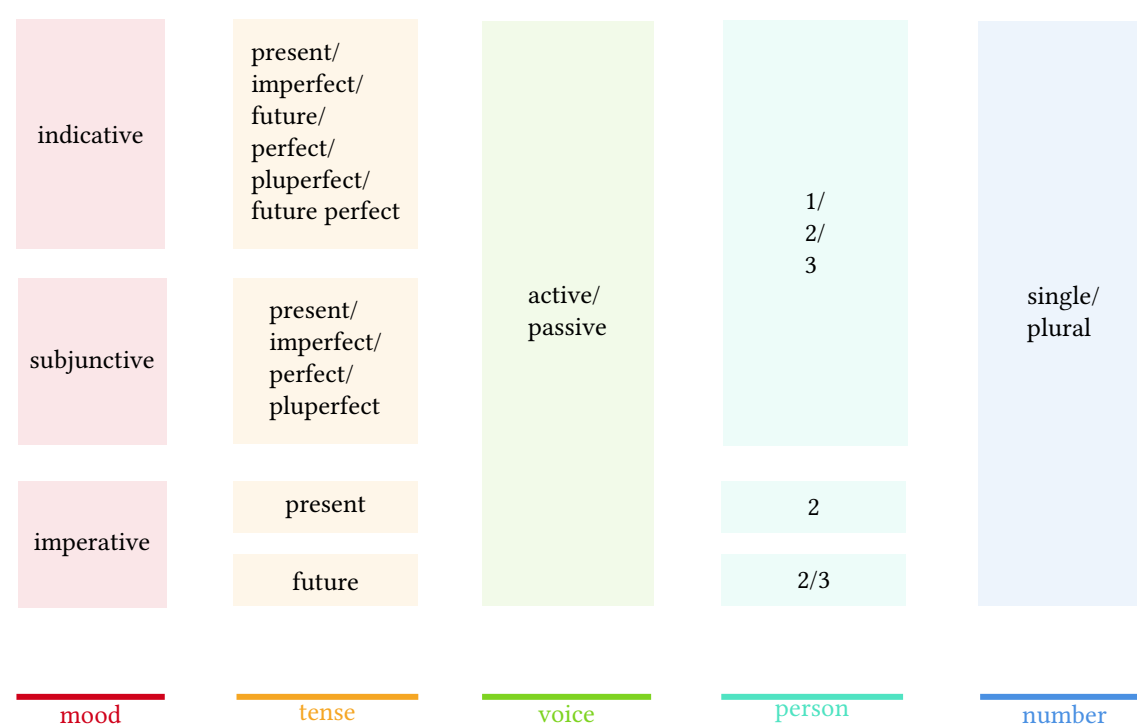 indicative
present/
imperfect/
future/
perfect/
pluperfect/
future perfect
subjunctive
present/
imperfect/
perfect/
pluperfect
imperative
present
future
active/
passive
1/
2/
3
2
2/3
single/
plural
mood
tense
voice
person
number